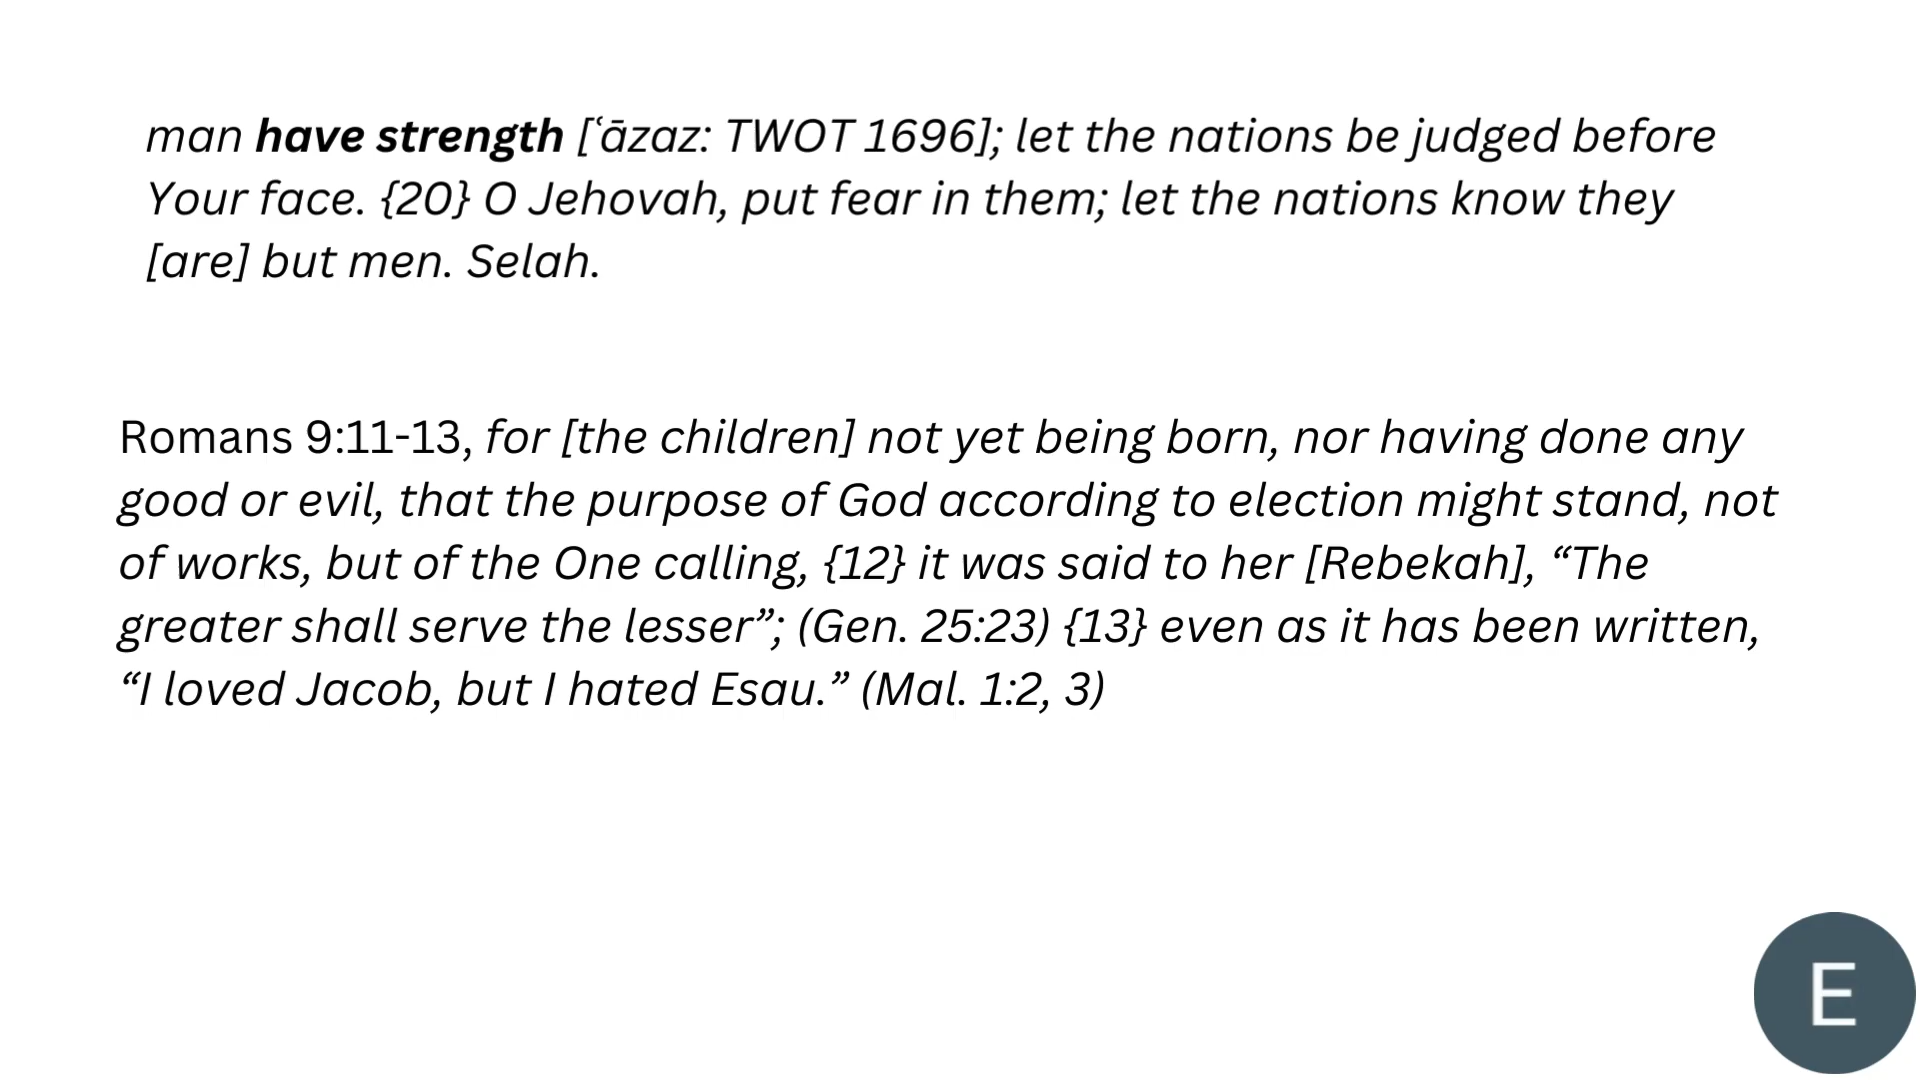 man have strength [ʿāzaz: TWOT 1696]; let the nations be judged before
Your face. {20} O Jehovah, put fear in them; let the nations know they
[are] but men. Selah.
Romans 9:11-13, for [the children] not yet being born, nor having done any
good or evil, that the purpose of God according to election might stand, not
of works, but of the One calling, {12} it was said to her [Rebekah], “The
greater shall serve the lesser”; (Gen. 25:23) {13} even as it has been written,
“I loved Jacob, but I hated Esau.” (Mal. 1:2, 3)
E